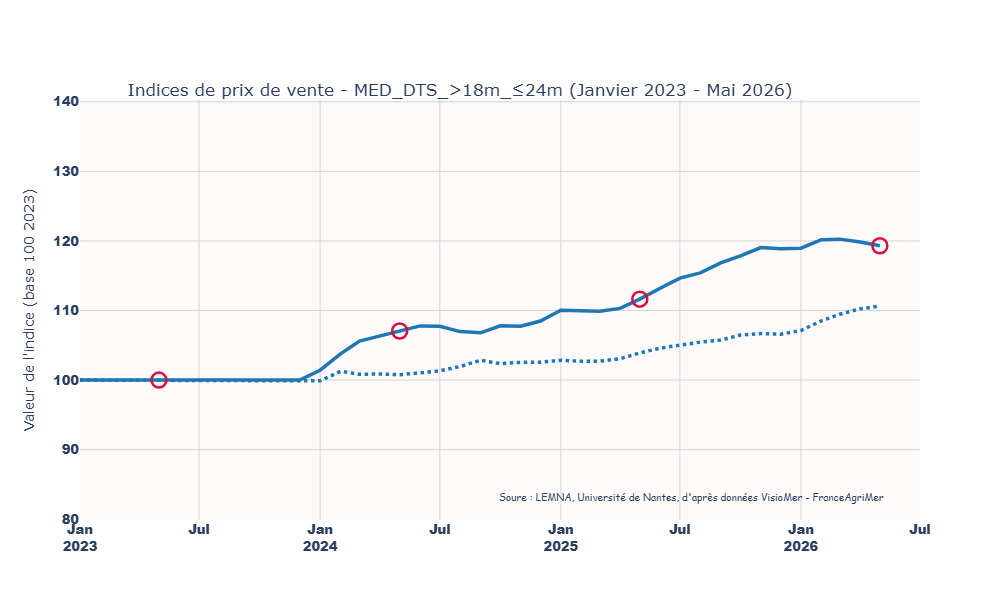 Indices de prix de vente - MED_DTS_>18m_≤24m (Janvier 2023 - Mai 2026)
Valeur de l'indice (base 100 2023)
140
130
120
110
100
90
80
Soure : LEMNA, Université de Nantes, d'après données VisioMer - FranceAgriMer
Jan Jul Jan Jul Jan Jul Jan Jul
2023 2024 2025 2026